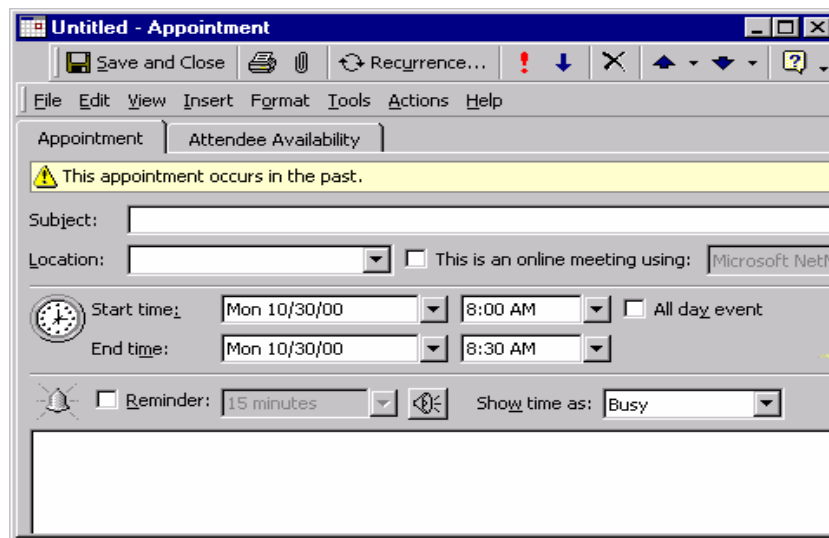 Untitled - Appointment
Save and Close Recurrence...
File Edit View Insert Format Tools Actions Help
Appointment Attendee Availability
This appointment occurs in the past.
Subject:
Location: This is an online meeting using: Microsoft NetM
Start time: Mon 10/30/00 8:00 AM All day event
End time: Mon 10/30/00 8:30 AM
Reminder: 15 minutes Show time as: Busy